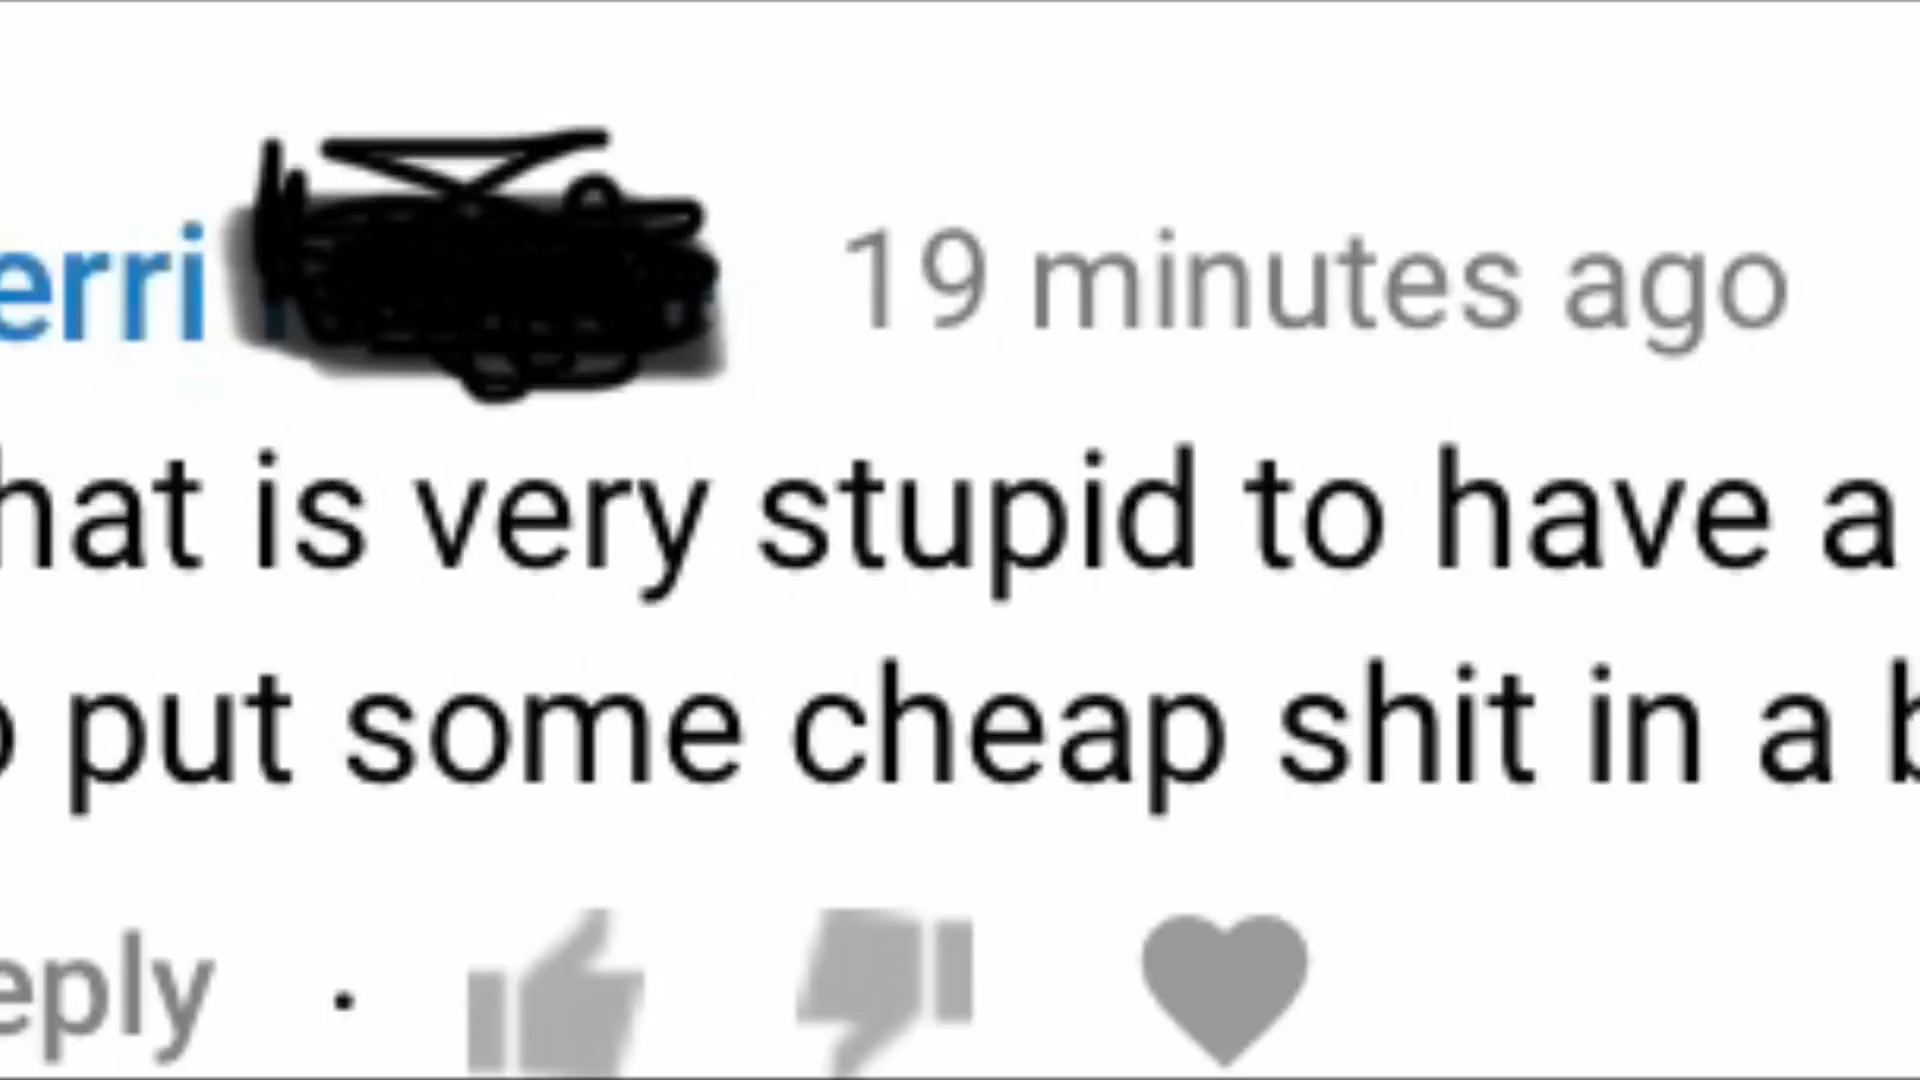 erri 19 minutes ago
hat is very stupid to have a
put some cheap shit in a b
eply ·